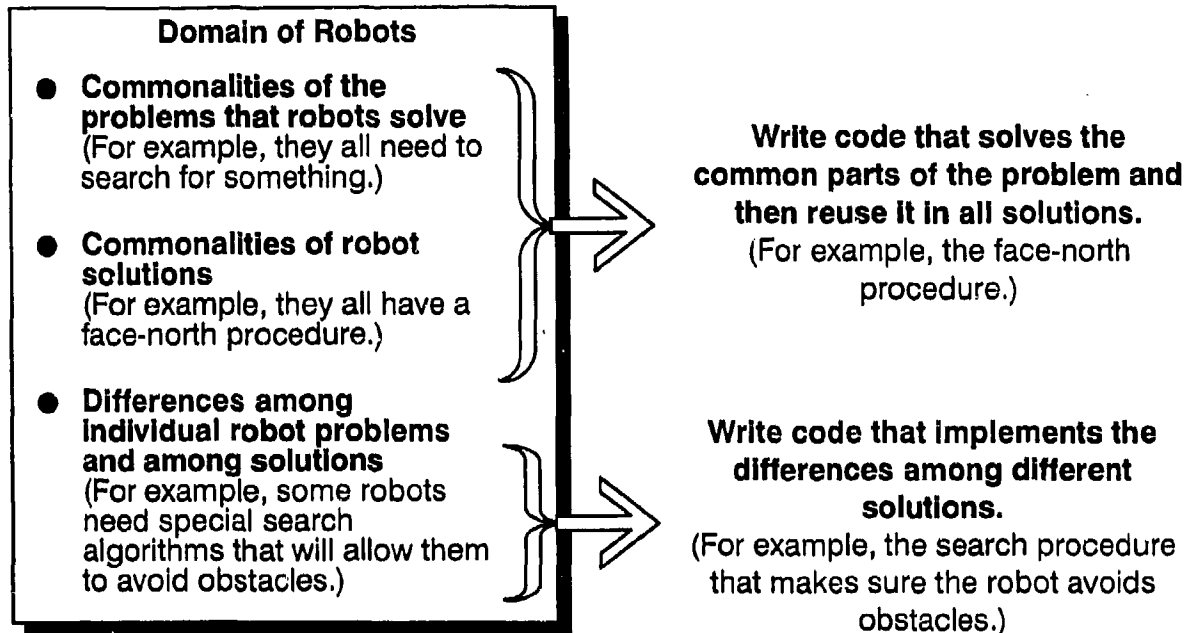 Domain of Robots
● Commonalities of the
problems that robots solve
(For example, they all need to
search for something.)
● Commonalities of robot
solutions
(For example, they all have a
face-north procedure.)
● Differences among
individual robot problems
and among solutions
(For example, some robots
need special search
algorithms that will allow them
to avoid obstacles.)
Write code that solves the
common parts of the problem and
then reuse it in all solutions.
(For example, the face-north
procedure.)
Write code that implements the
differences among different
solutions.
(For example, the search procedure
that makes sure the robot avoids
obstacles.)